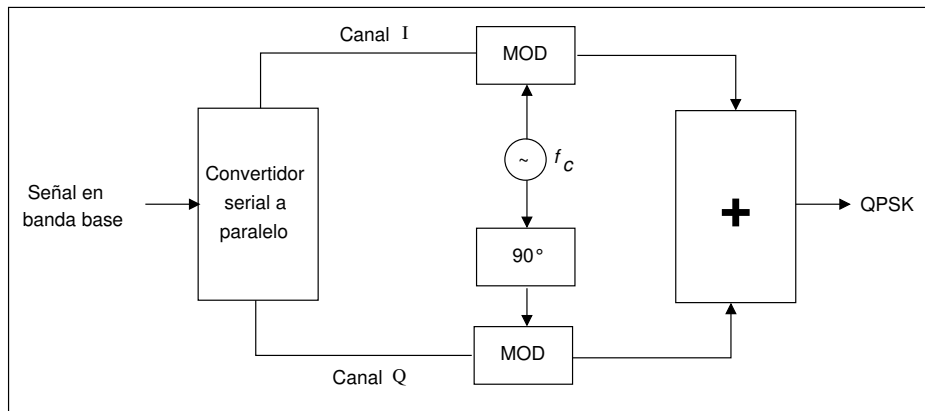 Canal I
MOD
~
f c
Convertidor
serial a
paralelo
Señal en
banda base
+
QPSK
90°
MOD
Canal Q